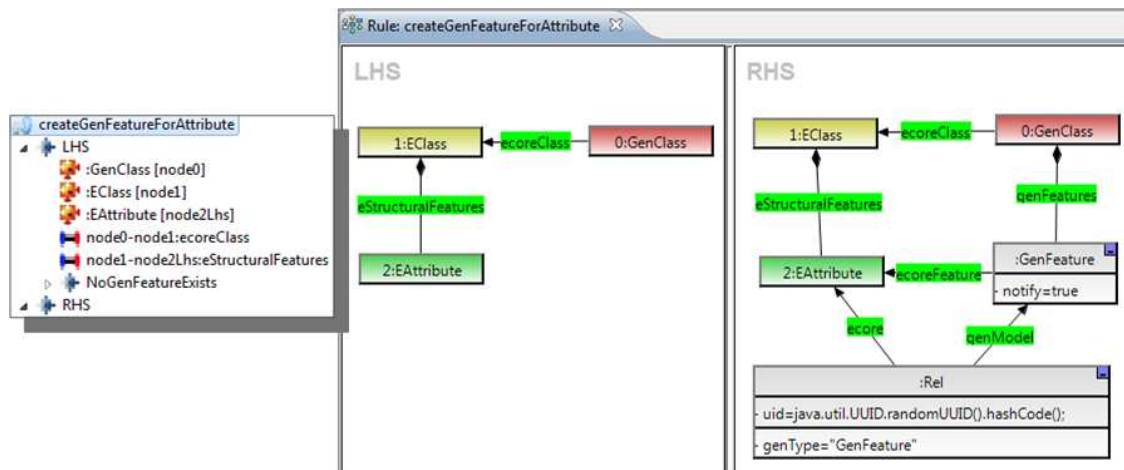 Rule: createGenFeatureForAttribute
createGenFeatureForAttribute
LHS
:GenClass [node0]
:EClass [node1]
:EAttribute [node2Lhs]
node0-node1:ecoreClass
node1-node2Lhs:eStructuralFeatures
NoGenFeatureExists
RHS
LHS
1:EClass
ecoreClass
0:GenClass
eStructuralFeatures
2:EAttribute
RHS
1:EClass
ecoreClass
0:GenClass
eStructuralFeatures
genFeatures
2:EAttribute
ecoreFeature
:GenFeature
- notify=true
ecore
genModel
:Rel
- uid=java.util.UUID.randomUUID().hashCode();
- genType="GenFeature"